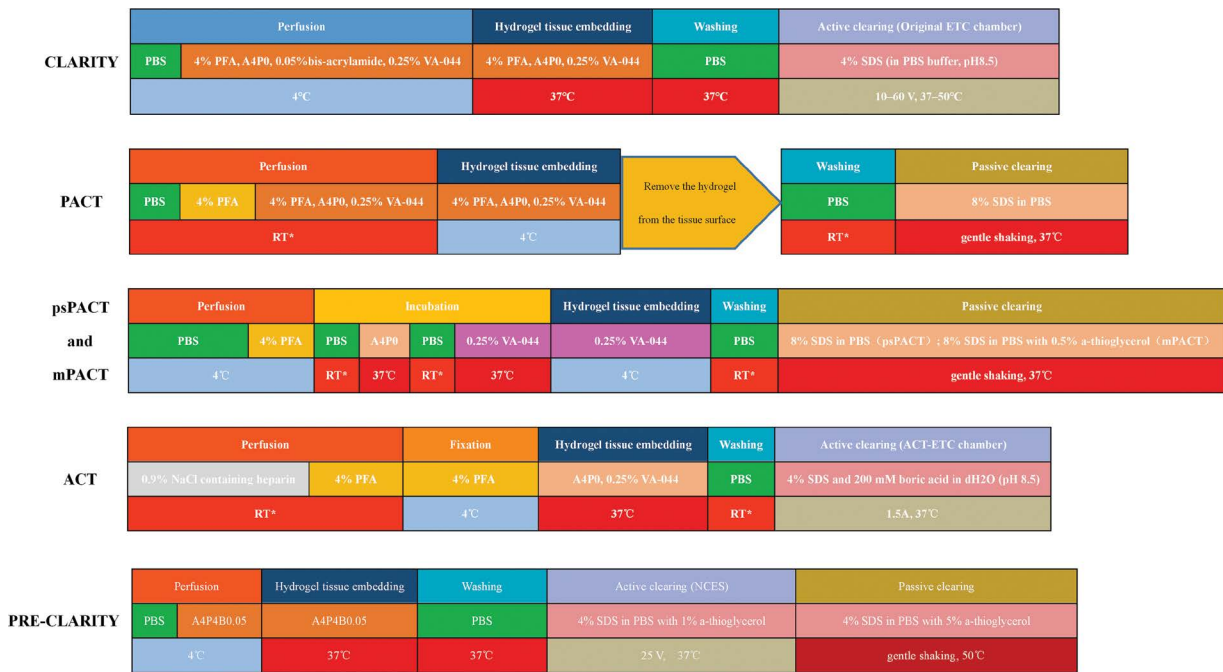 CLARITY
Perfusion Hydrogel tissue embedding Washing Active clearing (Original ETC chamber)
PBS 4% PFA, A4P0, 0.05%bis-acrylamide, 0.25% VA-044 4% PFA, A4P0, 0.25% VA-044 PBS 4% SDS (in PBS buffer, pH8.5)
4℃ 37℃ 37℃ 10–60 V, 37–50℃
PACT
Perfusion Hydrogel tissue embedding
PBS 4% PFA 4% PFA, A4P0, 0.25% VA-044 4% PFA, A4P0, 0.25% VA-044
RT* 4℃
Remove the hydrogel
from the tissue surface
Washing Passive clearing
PBS 8% SDS in PBS
RT* gentle shaking, 37℃
psPACT
and
mPACT
Perfusion Incubation Hydrogel tissue embedding Washing Passive clearing
PBS 4% PFA PBS A4P0 PBS 0.25% VA-044 0.25% VA-044 PBS 8% SDS in PBS（psPACT）; 8% SDS in PBS with 0.5% a-thioglycerol（mPACT）
4℃ RT* 37℃ RT* 37℃ 4℃ RT* gentle shaking, 37℃
ACT
Perfusion Fixation Hydrogel tissue embedding Washing Active clearing (ACT-ETC chamber)
0.9% NaCl containing heparin 4% PFA 4% PFA A4P0, 0.25% VA-044 PBS 4% SDS and 200 mM boric acid in dH2O (pH 8.5)
RT* 4℃ 37℃ RT* 1.5A, 37℃
PRE-CLARITY
Perfusion Hydrogel tissue embedding Washing Active clearing (NCES) Passive clearing
PBS A4P4B0.05 A4P4B0.05 PBS 4% SDS in PBS with 1% a-thioglycerol 4% SDS in PBS with 5% a-thioglycerol
4℃ 37℃ 37℃ 25 V, 37℃ gentle shaking, 50℃